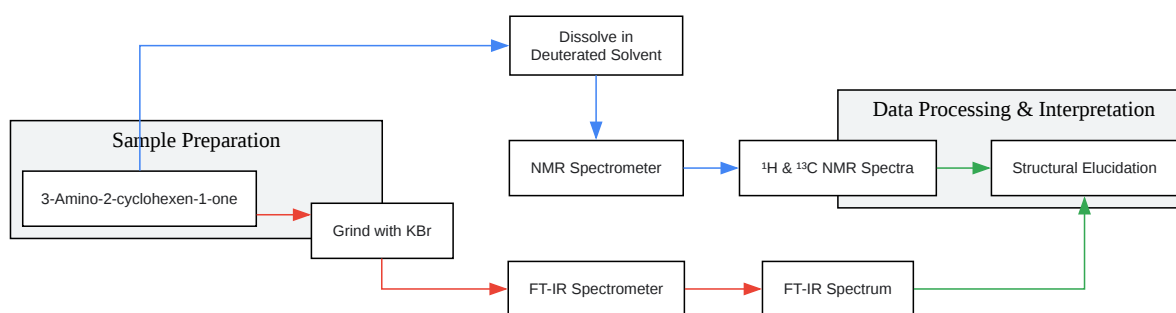 Dissolve in
Deuterated Solvent
Data Processing & Interpretation
Sample Preparation
NMR Spectrometer
¹H & ¹³C NMR Spectra
Structural Elucidation
3-Amino-2-cyclohexen-1-one
Grind with KBr
FT-IR Spectrometer
FT-IR Spectrum